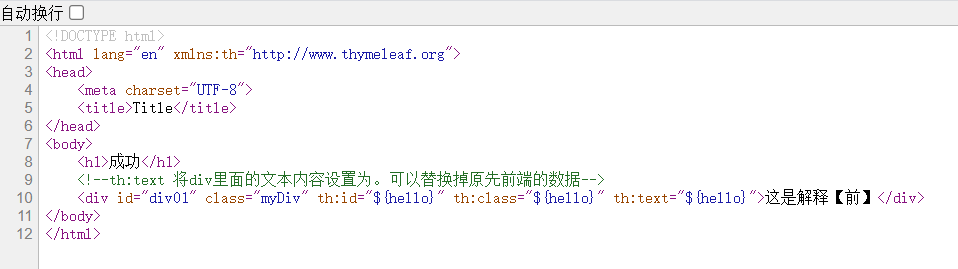 自动换行
1 <!DOCTYPE html>
2 <html lang="en" xmlns:th="http://www.thymeleaf.org">
3 <head>
4     <meta charset="UTF-8">
5     <title>Title</title>
6 </head>
7 <body>
8     <h1>成功</h1>
9     <!--th:text 将div里面的文本内容设置为。可以替换掉原先前端的数据-->
10     <div id="div01" class="myDiv" th:id="${hello}" th:class="${hello}" th:text="${hello}">这是解释【前】</div>
11 </body>
12 </html>